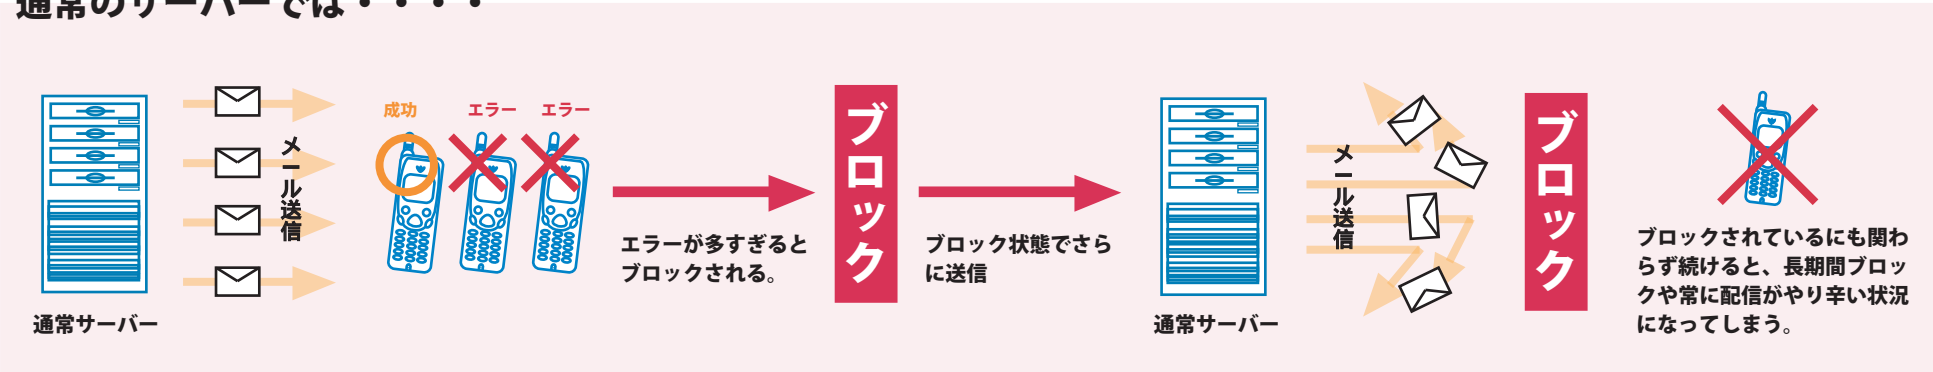 通常のサーバーでは・・・・
成功
エラー
エラー
メール送信
通常サーバー
エラーが多すぎると
ブロックされる。
ブロック
ブロック状態でさら
に送信
メール送信
通常サーバー
ブロック
ブロックされているにも関わ
らず続けると、長期間ブロッ
クや常に配信がやり辛い状況
になってしまう。